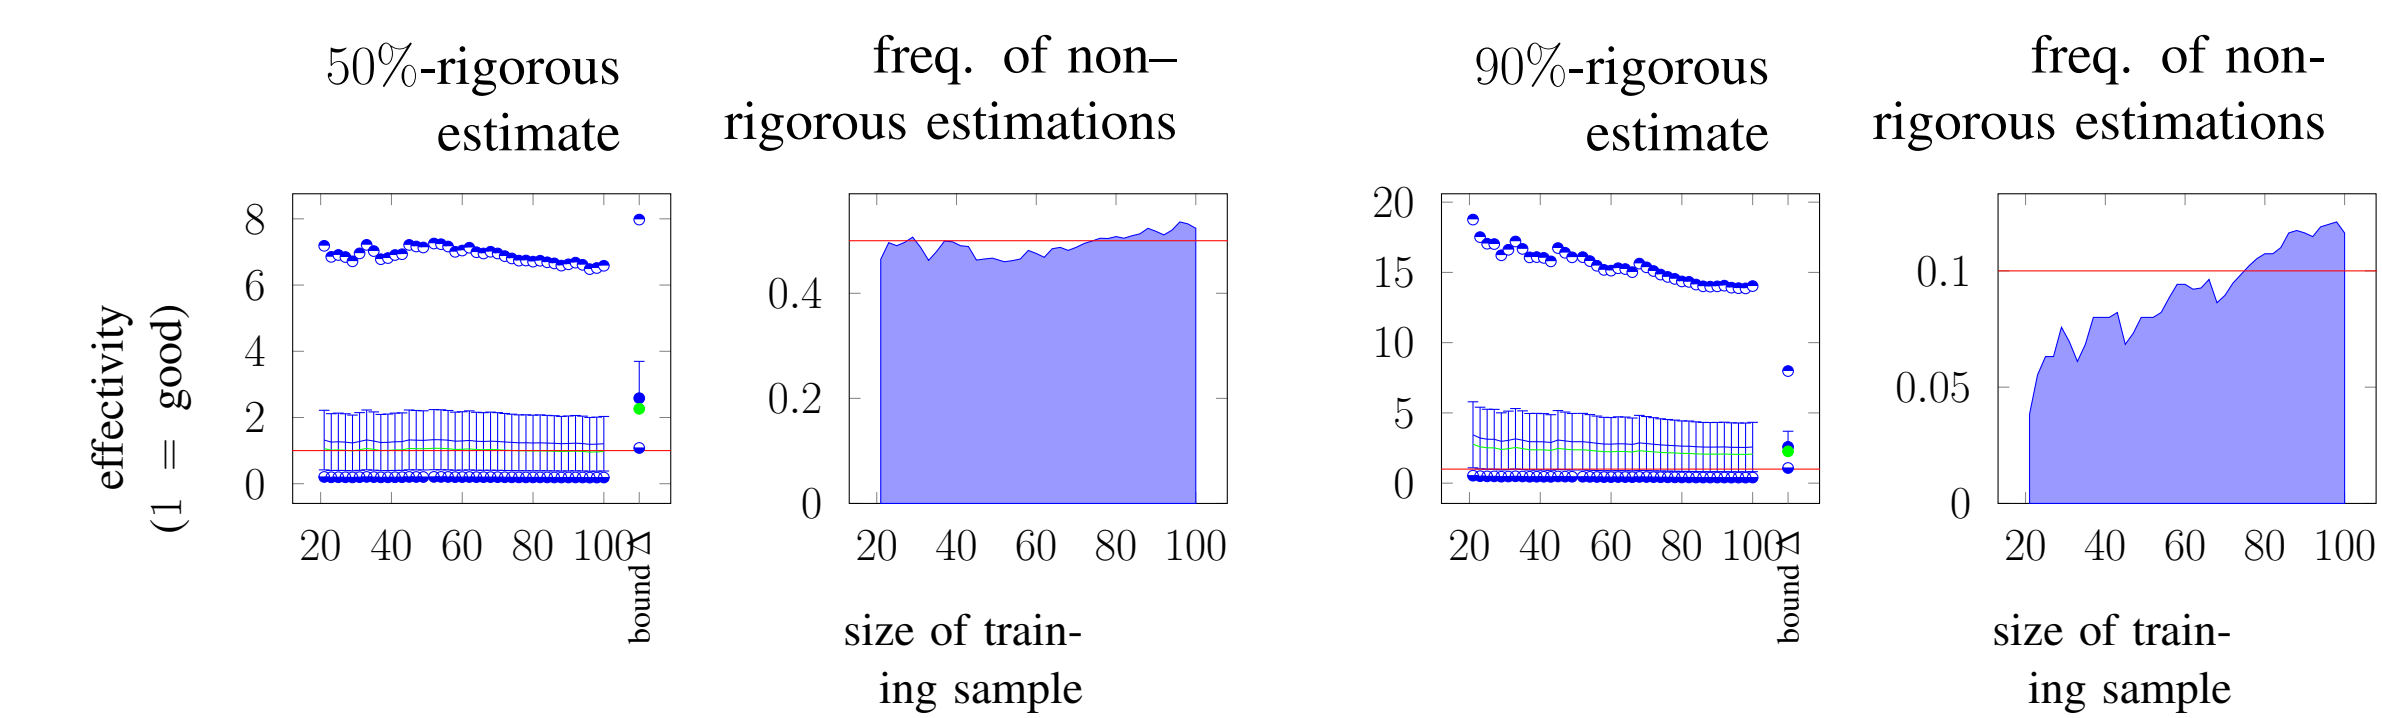 50%-rigorous
estimate
freq. of non–
rigorous estimations
90%-rigorous
estimate
freq. of non-
rigorous estimations
effectivity
(1 = good)
8
6
4
2
0
20 40 60 80 100
bound Δ
0.4
0.2
0
20 40 60 80 100
size of train-
ing sample
20
15
10
5
0
20 40 60 80 100
bound Δ
0.1
0.05
0
20 40 60 80 100
size of train-
ing sample